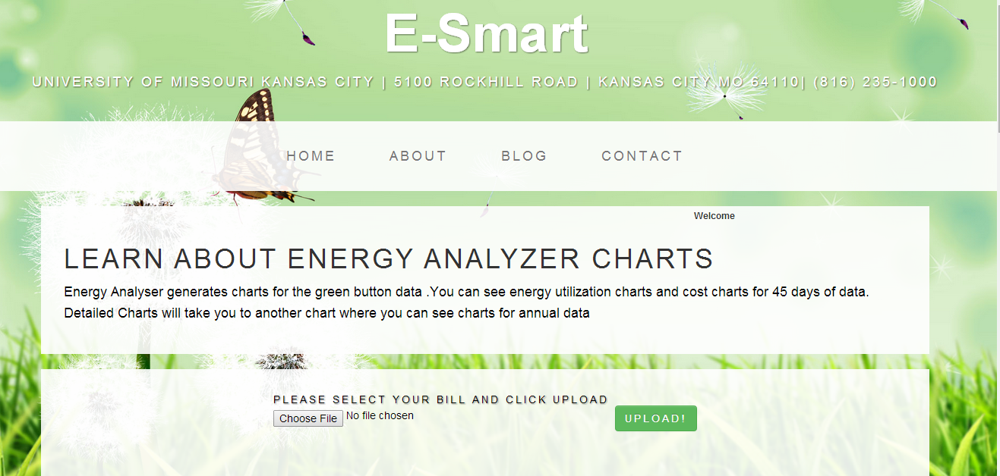 E-Smart
UNIVERSITY OF MISSOURI KANSAS CITY | 5100 ROCKHILL ROAD | KANSAS CITY,MO 64110| (816) 235-1000
HOME ABOUT BLOG CONTACT
Welcome
LEARN ABOUT ENERGY ANALYZER CHARTS
Energy Analyser generates charts for the green button data .You can see energy utilization charts and cost charts for 45 days of data.
Detailed Charts will take you to another chart where you can see charts for annual data
PLEASE SELECT YOUR BILL AND CLICK UPLOAD
Choose File No file chosen
UPLOAD!